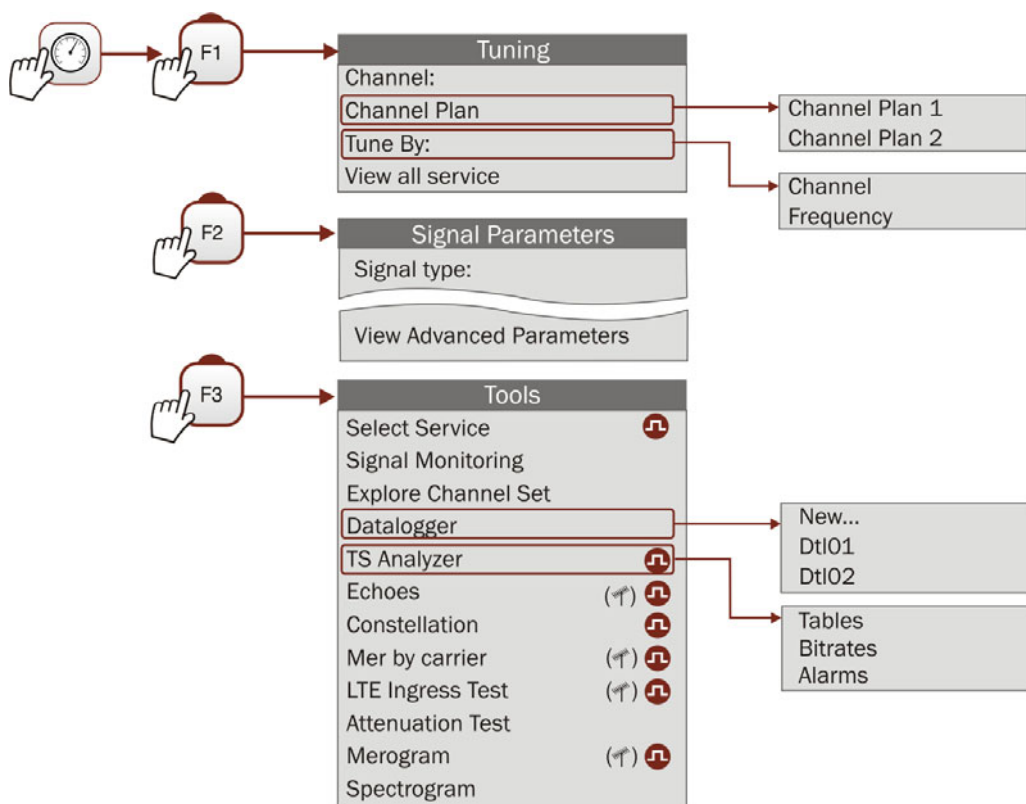 F1
Tuning
Channel:
Channel Plan
Tune By:
View all service
Channel Plan 1
Channel Plan 2
Channel
Frequency
F2
Signal Parameters
Signal type:
View Advanced Parameters
F3
Tools
Select Service
Signal Monitoring
Explore Channel Set
Datalogger
TS Analyzer
Echoes
Constellation
Mer by carrier
LTE Ingress Test
Attenuation Test
Merogram
Spectrogram
New...
Dtl01
Dtl02
Tables
Bitrates
Alarms